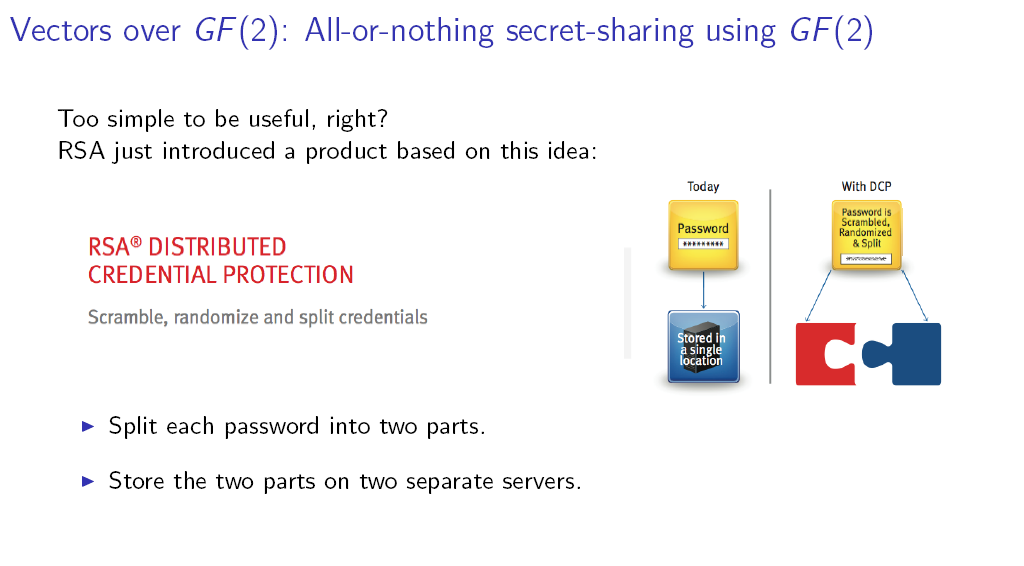 Vectors over GF(2): All-or-nothing secret-sharing using GF(2)
Too simple to be useful, right?
RSA just introduced a product based on this idea:
RSA® DISTRIBUTED
CREDENTIAL PROTECTION
Scramble, randomize and split credentials
Today
Password
*********
Stored in
a single
location
With DCP
Password is
Scrambled,
Randomized
& Split
▶ Split each password into two parts.
▶ Store the two parts on two separate servers.